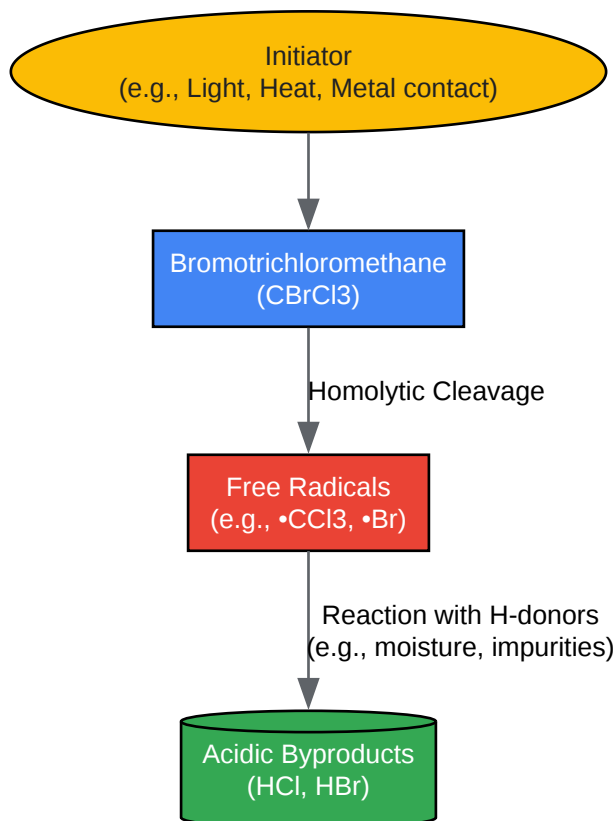 Initiator
(e.g., Light, Heat, Metal contact)
Bromotrichloromethane
(CBrCl3)
Homolytic Cleavage
Free Radicals
(e.g., •CCl3, •Br)
Reaction with H-donors
(e.g., moisture, impurities)
Acidic Byproducts
(HCl, HBr)